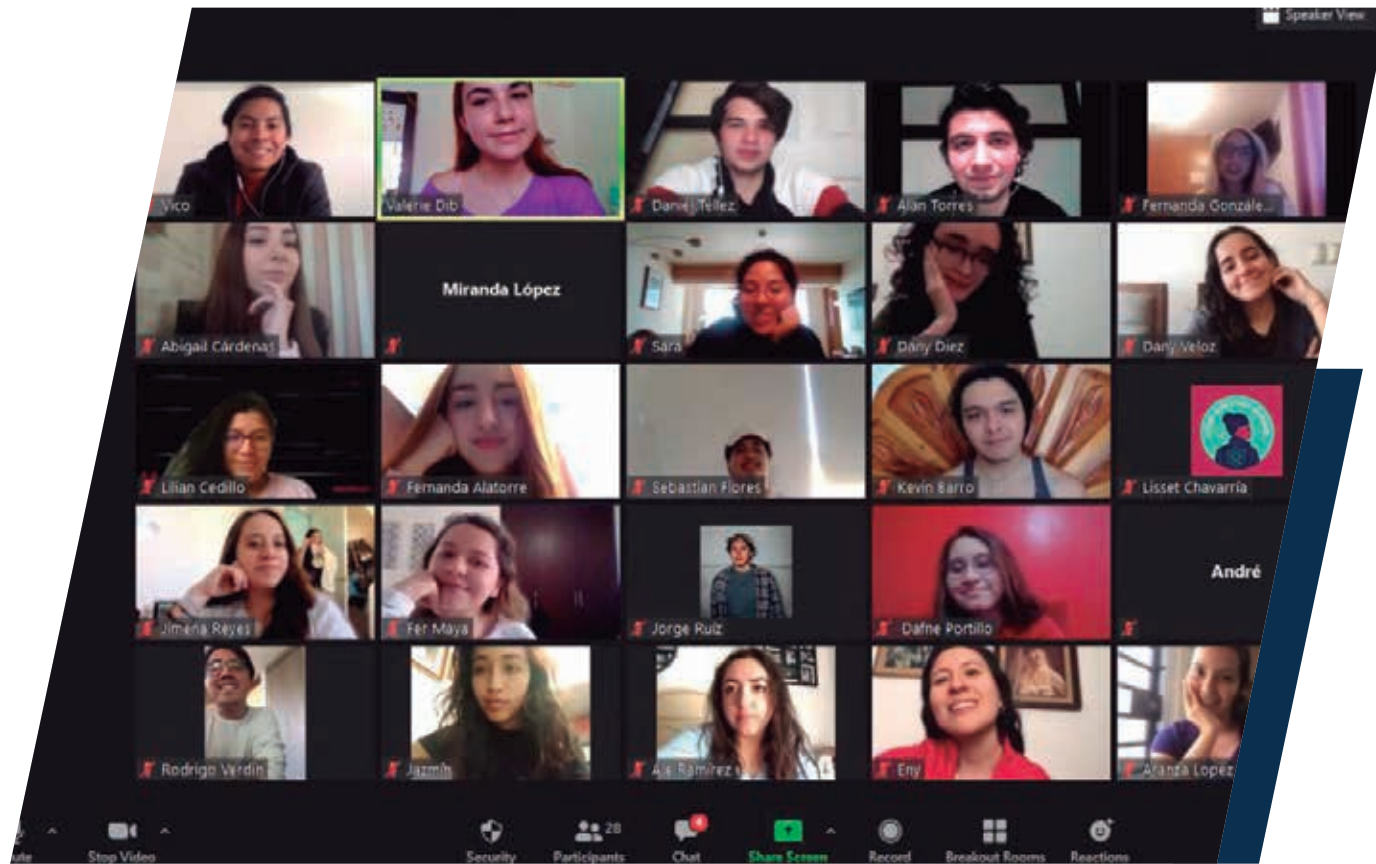 Speaker View
Vico
Valerie Dib
Daniel Tellez
Alan Torres
Fernanda Gonzále...
Abigail Cárdenas
Miranda López
Sara
Dany Diez
Dany Veloz
Lilian Cedillo
Fernanda Alatorre
Sebastian Flores
Kevin Barro
Lisset Chavarría
Jimena Reyes
Fer Maya
Jorge Ruiz
Dafne Portillo
André
Rodrigo Verdin
Jazmín
Ale Ramírez
Eny
Aranza Lopez
ute
Stop Video
Security
28
Participants
4
Chat
Share Screen
Record
Breakout Rooms
Reactions